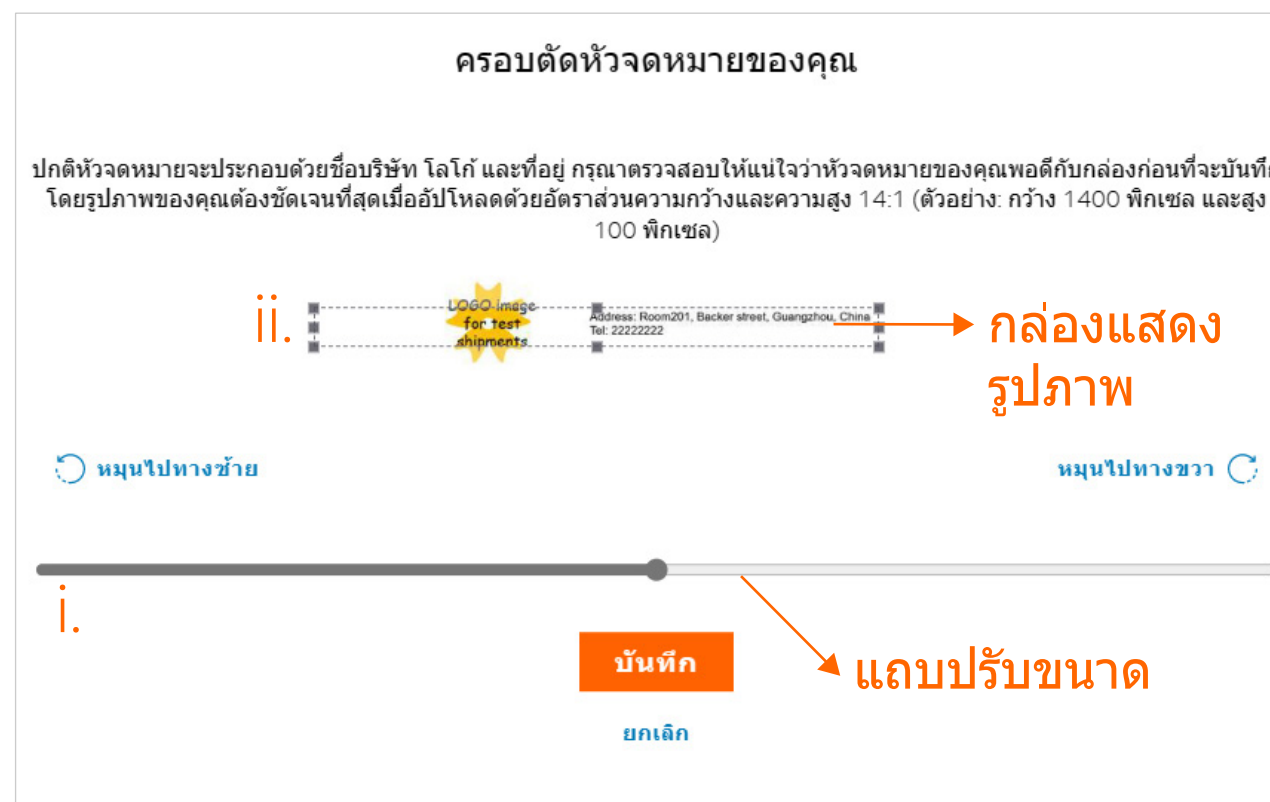 ครอบตัดหัวจดหมายของคุณ
ปกติหัวจดหมายจะประกอบด้วยชื่อบริษัท โลโก้ และที่อยู่ กรุณาตรวจสอบให้แน่ใจว่าหัวจดหมายของคุณพอดีกับกล่องก่อนที่จะบันทึก
โดยรูปภาพของคุณต้องชัดเจนที่สุดเมื่ออัปโหลดด้วยอัตราส่วนความกว้างและความสูง 14:1 (ตัวอย่าง: กว้าง 1400 พิกเซล และสูง
100 พิกเซล)
ii.
LOGO image
for test
shipments
Address: Room201, Backer street, Guangzhou, China
Tel: 22222222
กล่องแสดง
รูปภาพ
หมุนไปทางซ้าย
หมุนไปทางขวา
i.
บันทึก
แถบปรับขนาด
ยกเลิก